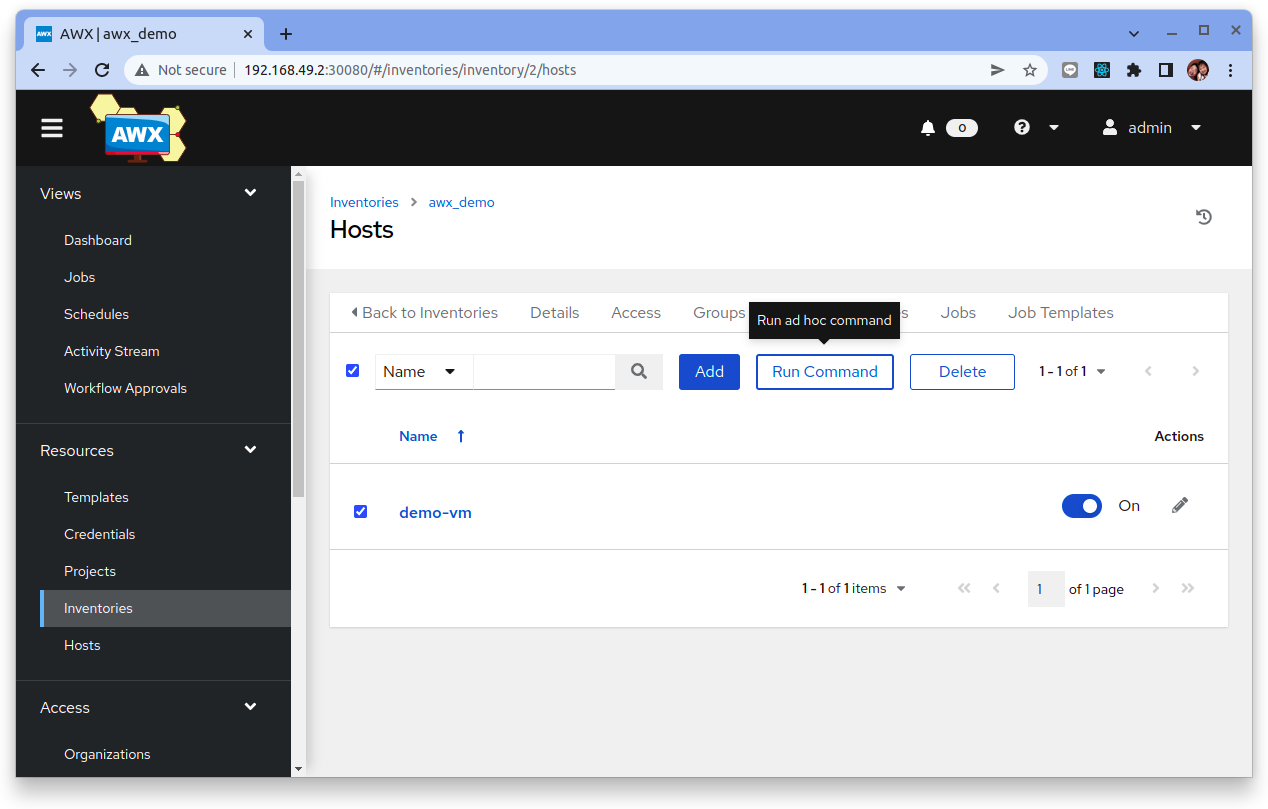 AWX
AWX | awx_demo
Not secure
192.168.49.2:30080/#/inventories/inventory/2/hosts
AWX
0
admin
Views
Dashboard
Jobs
Schedules
Activity Stream
Workflow Approvals
Resources
Templates
Credentials
Projects
Inventories
Hosts
Access
Organizations
Inventories
awx_demo
Hosts
Back to Inventories
Details
Access
Groups
Run ad hoc command
Jobs
Job Templates
Name
Add
Run Command
Delete
1 - 1 of 1
Name
Actions
demo-vm
On
1 - 1 of 1 items
1
of 1 page